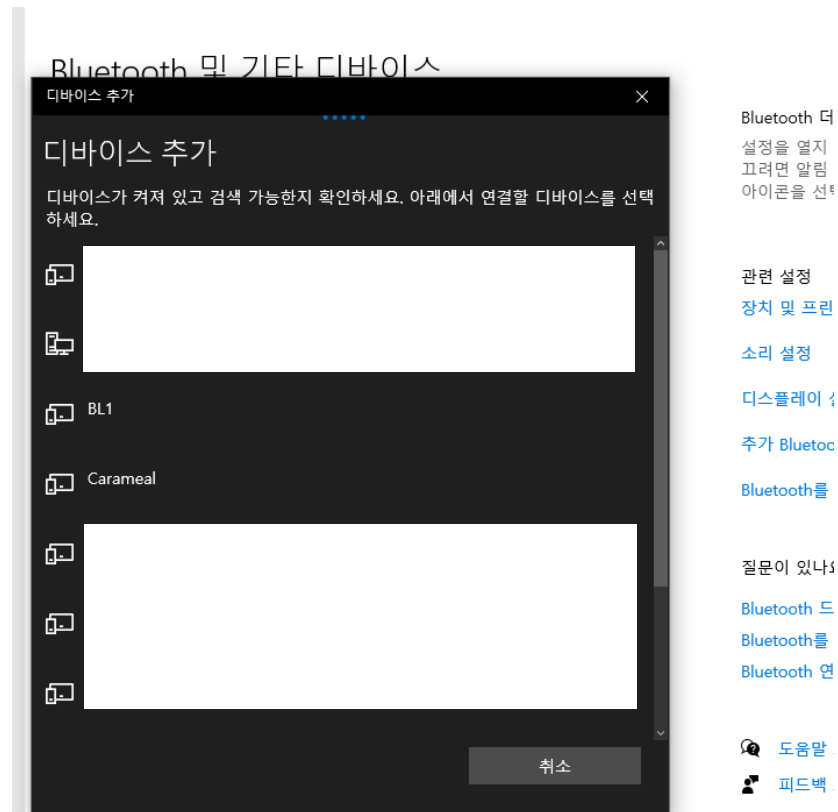 Bluetooth 및 기타 디바이스
디바이스 추가
디바이스 추가
디바이스가 켜져 있고 검색 가능한지 확인하세요. 아래에서 연결할 디바이스를 선택
하세요.
BL1
Carameal
취소
Bluetooth 더
설정을 열지
끄려면 알림
아이콘을 선택
관련 설정
장치 및 프린
소리 설정
디스플레이
추가 Bluetoo
Bluetooth를
질문이 있나요
Bluetooth 드
Bluetooth를
Bluetooth 연
도움말
피드백